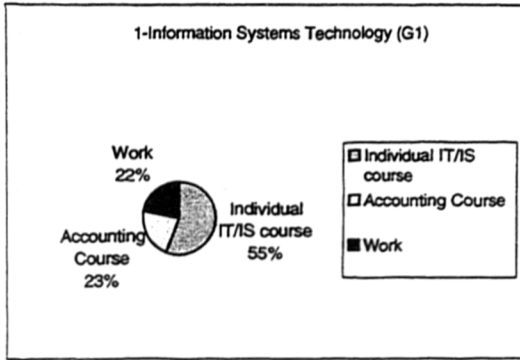 1-Information Systems Technology (G1)
Work
22%
Individual
IT/IS course
55%
Accounting
Course
23%
Individual IT/IS
course
Accounting Course
Work